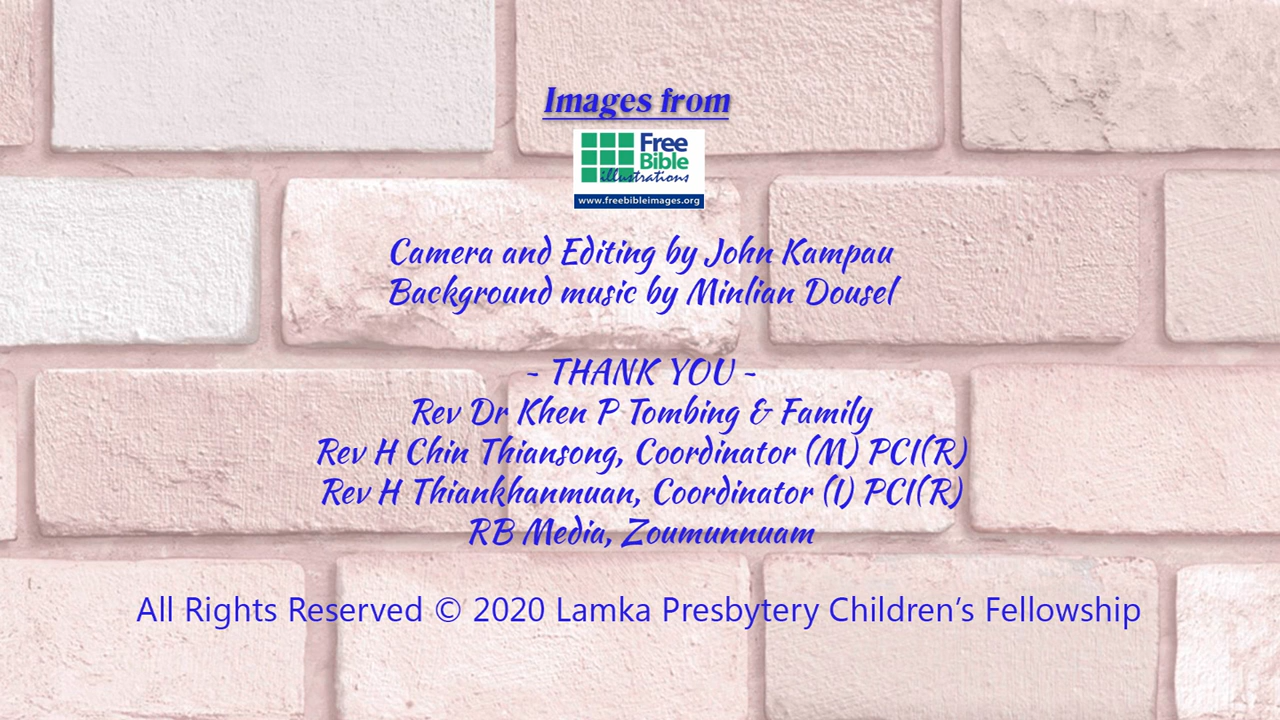 Images from
Free
Bible
illustrations
www.freebibleimages.org
Camera and Editing by John Kampau
Background music by Minlian Dousel
~ THANK YOU ~
Rev Dr Khen P Tombing & Family
Rev H Chin Thiansong, Coordinator (M) PCI(R)
Rev H Thiankhanmuan, Coordinator (I) PCI(R)
RB Media, Zoumunnuam
All Rights Reserved © 2020 Lamka Presbytery Children’s Fellowship